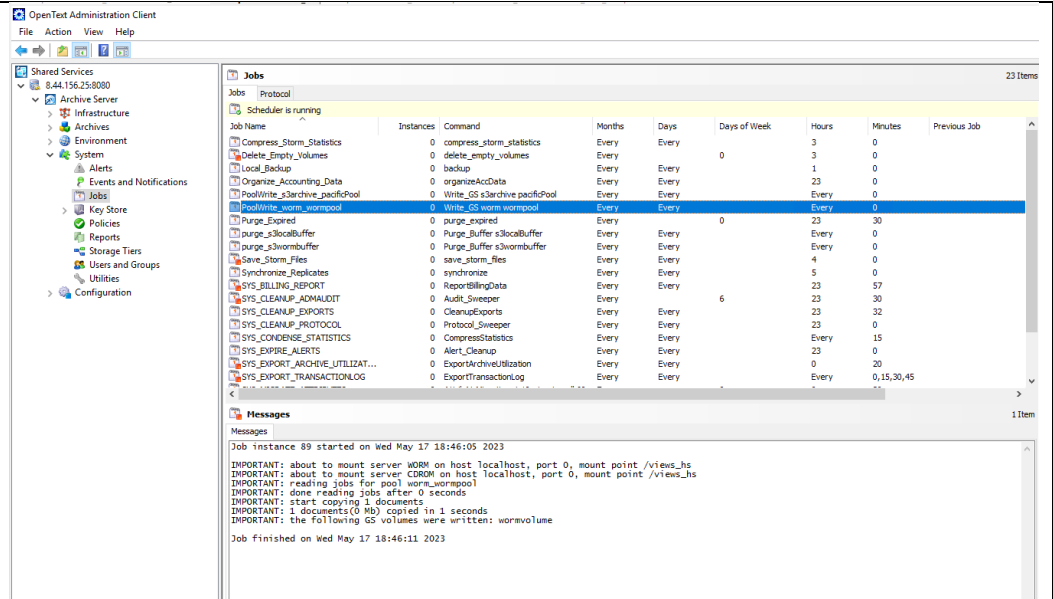 OpenText Administration Client
File Action View Help
Shared Services
8.44.156.25:8080
Archive Server
Infrastructure
Archives
Environment
System
Alerts
Events and Notifications
Jobs
Key Store
Policies
Reports
Storage Tiers
Users and Groups
Utilities
Configuration
Jobs 23 Items
Jobs Protocol
Scheduler is running
Job Name Instances Command Months Days Days of Week Hours Minutes Previous Job
Compress_Storm_Statistics 0 compress_storm_statistics Every Every 3 0
Delete_Empty_Volumes 0 delete_empty_volumes Every 0 3 0
Local_Backup 0 backup Every Every 1 0
Organize_Accounting_Data 0 organizeAccData Every Every 23 0
PoolWrite_s3archive_pacificPool 0 Write_GS s3archive pacificPool Every Every Every 0
PoolWrite_worm_wormpool 0 Write_GS worm wormpool Every Every Every 0
Purge_Expired 0 purge_expired Every 0 23 30
purge_s3localBuffer 0 Purge_Buffer s3localBuffer Every Every Every 0
purge_s3wormbuffer 0 Purge_Buffer s3wormbuffer Every Every Every 0
Save_Storm_Files 0 save_storm_files Every Every 4 0
Synchronize_Replicates 0 synchronize Every Every 5 0
SYS_BILLING_REPORT 0 ReportBillingData Every Every 23 57
SYS_CLEANUP_ADMAUDIT 0 Audit_Sweeper Every 6 23 30
SYS_CLEANUP_EXPORTS 0 CleanupExports Every Every 23 32
SYS_CLEANUP_PROTOCOL 0 Protocol_Sweeper Every Every 23 0
SYS_CONDENSE_STATISTICS 0 CompressStatistics Every Every Every 15
SYS_EXPIRE_ALERTS 0 Alert_Cleanup Every Every 23 0
SYS_EXPORT_ARCHIVE_UTILIZAT... 0 ExportArchiveUtilization Every Every 0 20
SYS_EXPORT_TRANSACTIONLOG 0 ExportTransactionLog Every Every Every 0,15,30,45
Messages 1 Item
Messages
Job instance 89 started on Wed May 17 18:46:05 2023
IMPORTANT: about to mount server WORM on host localhost, port 0, mount point /views_hs
IMPORTANT: about to mount server CDROM on host localhost, port 0, mount point /views_hs
IMPORTANT: reading jobs for pool worm_wormpool
IMPORTANT: done reading jobs after 0 seconds
IMPORTANT: start copying 1 documents
IMPORTANT: 1 documents(0 Mb) copied in 1 seconds
IMPORTANT: the following GS volumes were written: wormvolume
Job finished on Wed May 17 18:46:11 2023